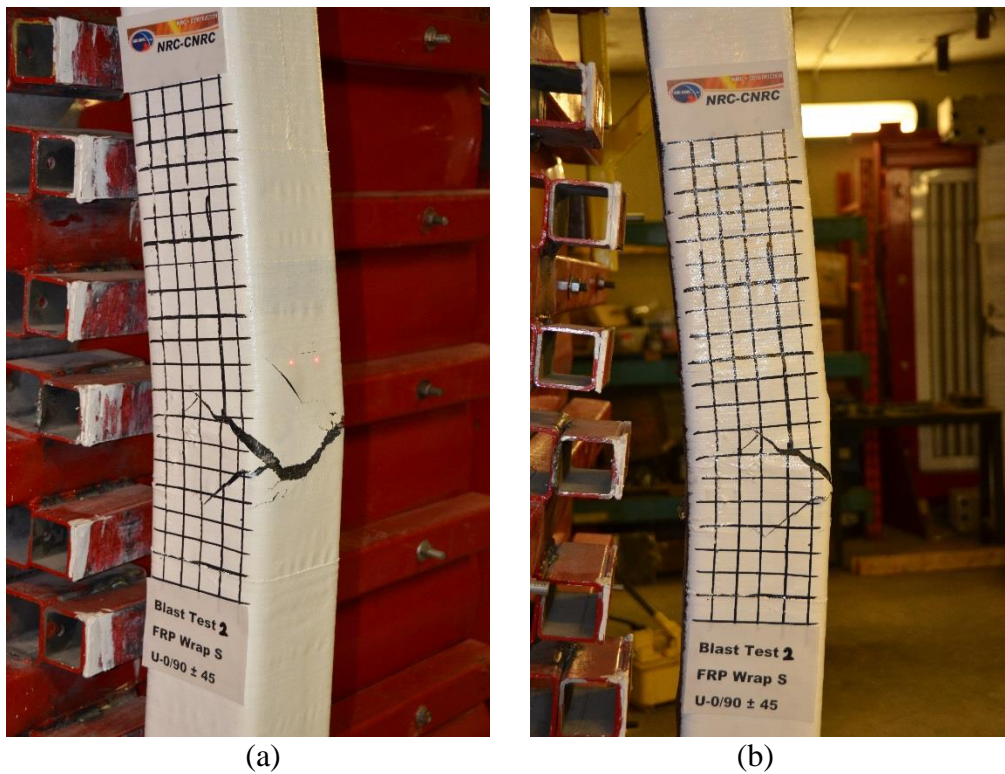 NRC-CNRC
Blast Test 2
FRP Wrap S
U-0/90 ± 45
(a)
NRC-CNRC
Blast Test 2
FRP Wrap S
U-0/90 ± 45
(b)